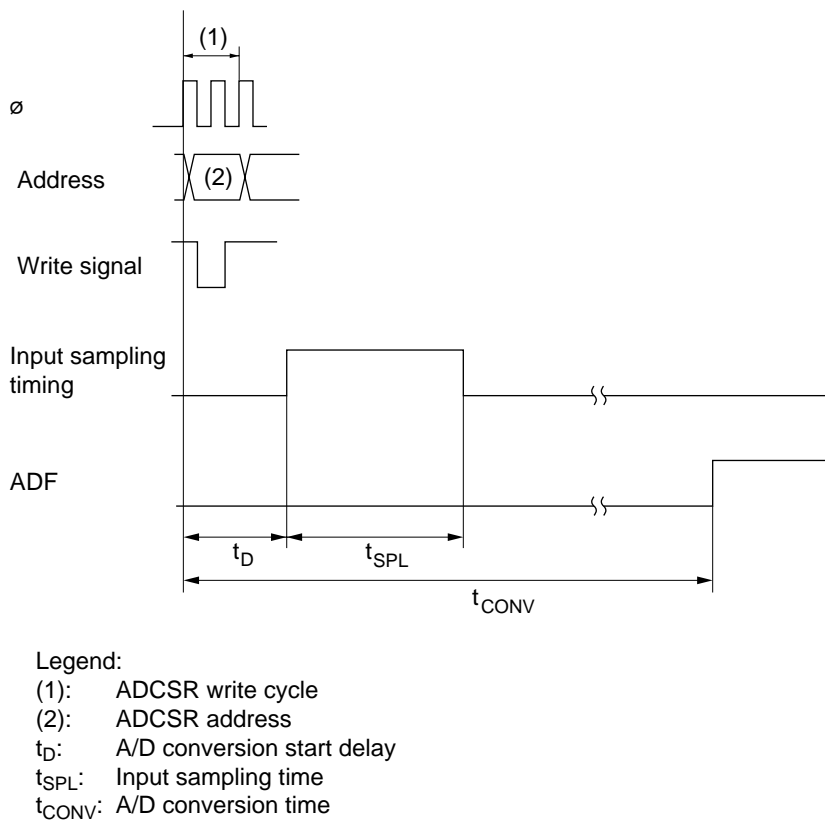 (1)
ø
Address
(2)
Write signal
Input sampling
timing
ADF
tD
tSPL
tCONV
Legend:
(1): ADCSR write cycle
(2): ADCSR address
tD: A/D conversion start delay
tSPL: Input sampling time
tCONV: A/D conversion time